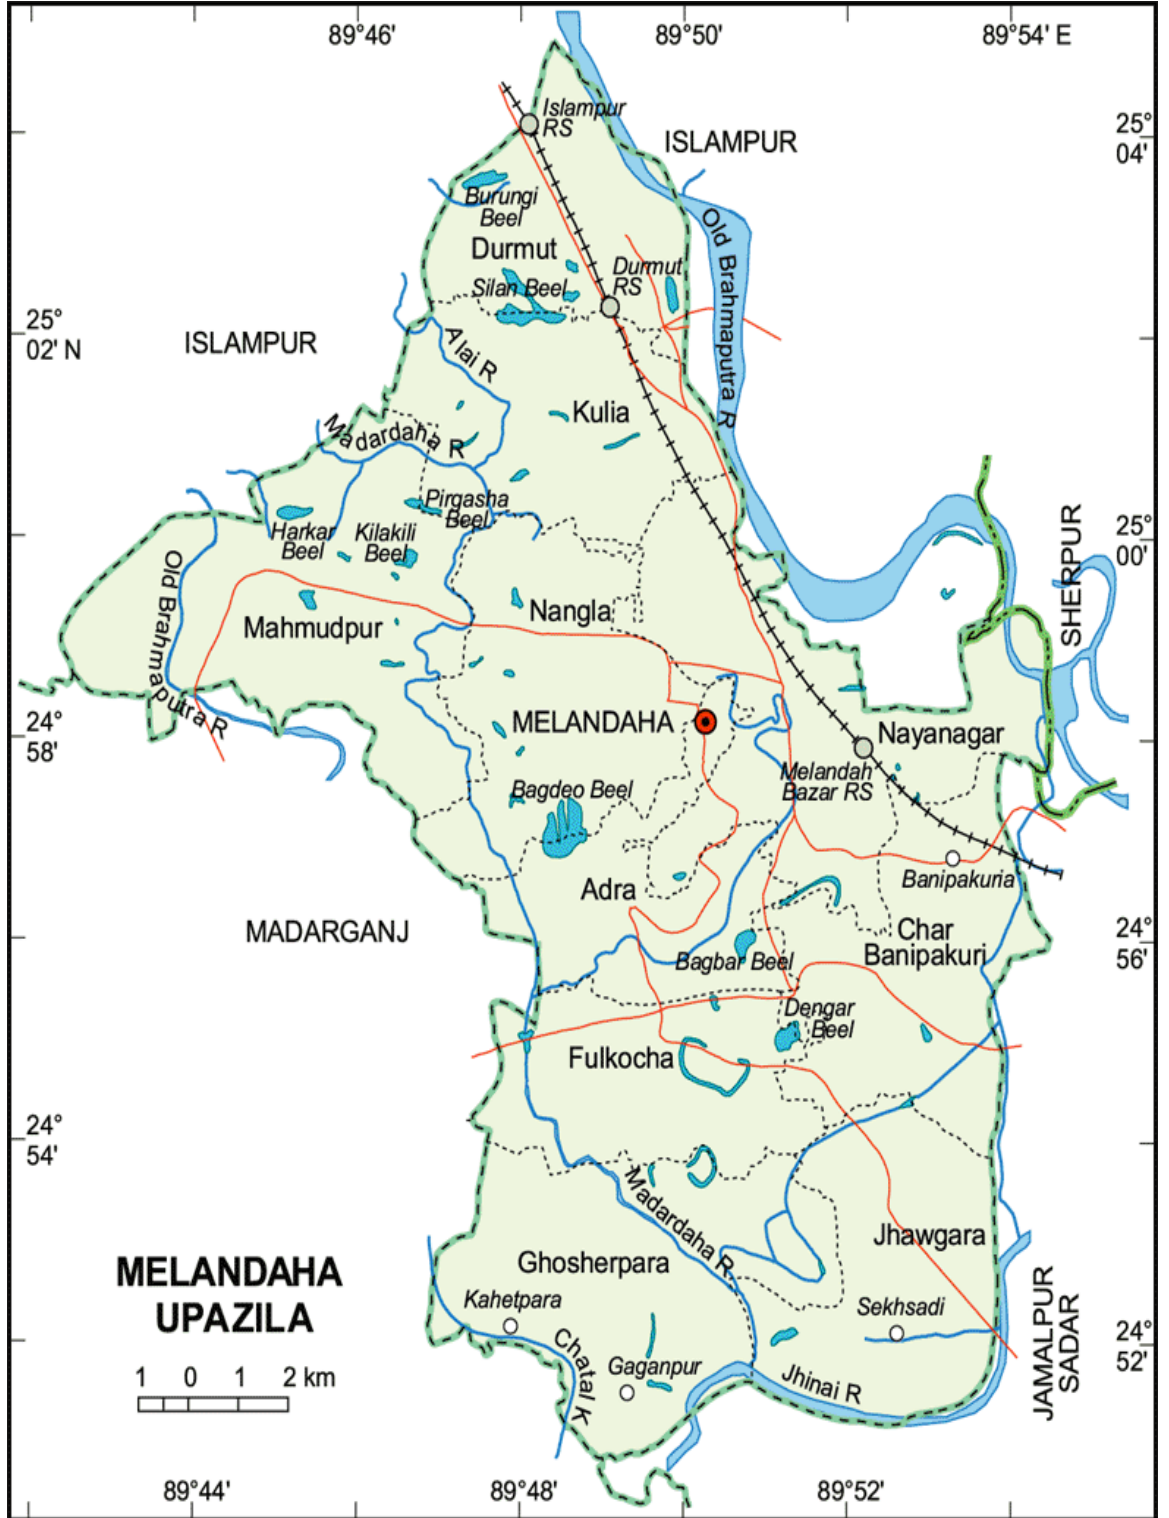 89°46'
89°50'
89°54' E
Islampur
RS
ISLAMPUR
25°
04'
Burungi
Beel
Old Brahmaputra R
Durmut
Durmut
RS
Silan Beel
25°
02' N
ISLAMPUR
Alai R
Kulia
Madardaha R
Pirgasha
Beel
Harkar
Beel
Kilakili
Beel
SHERPUR
25°
00'
Old Brahmaputra R
Nangla
Mahmudpur
24°
58'
MELANDAHA
Nayanagar
Melandah
Bazar RS
Bagdeo Beel
Banipakuria
Adra
MADARGANJ
Char
Banipakuri
24°
56'
Bagbar Beel
Dengar
Beel
Fulkocha
24°
54'
Madardaha R
Jhawgara
MELANDAHA
UPAZILA
Ghosherpara
Kahetpara
Sekhsadi
JAMALPUR
SADAR
24°
52'
Chatal K
Gaganpur
Jhinai R
1 0 1 2 km
89°44'
89°48'
89°52'